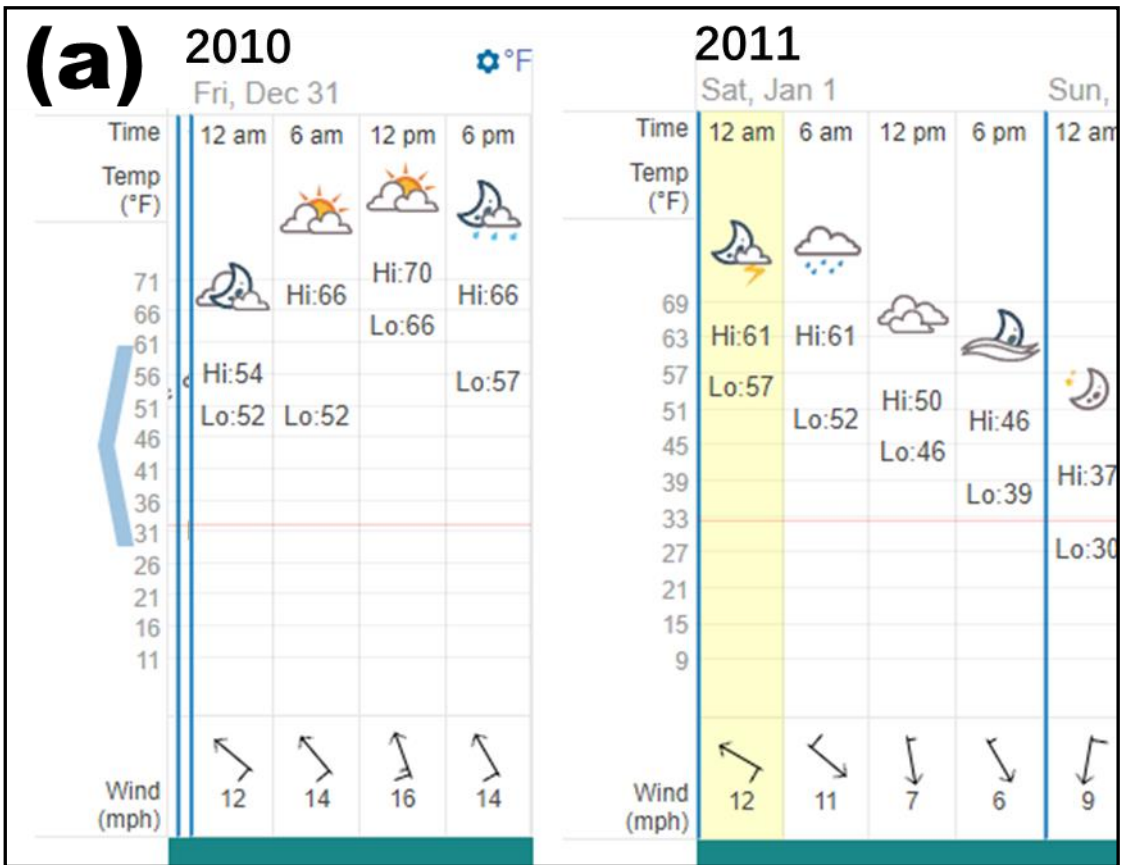 (a) 2010 °F 2011
Fri, Dec 31 Sat, Jan 1 Sun,
Time 12 am 6 am 12 pm 6 pm Time 12 am 6 am 12 pm 6 pm 12 am
Temp Temp
(°F) (°F)
71 Hi:66 Hi:70 Hi:66 69
66 Lo:66 63 Hi:61 Hi:61
61 57 Lo:57
56 Hi:54 Lo:57 51 Lo:52 Hi:50 Hi:46
51 Lo:52 Lo:52 45 Lo:46
46 39 Lo:39 Hi:37
41 33
36 27 Lo:30
31 21
26 15
21 9
16
11
Wind 12 14 16 14 Wind 12 11 7 6 9
(mph) (mph)